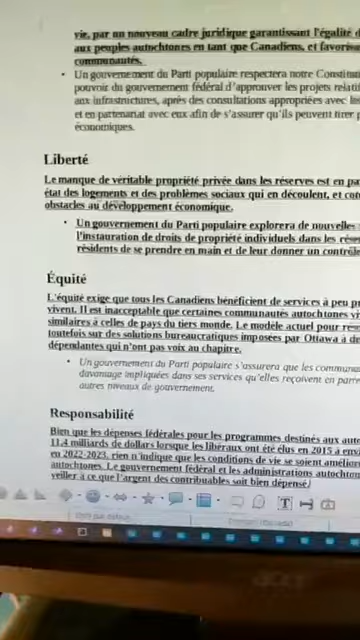 vie, par un nouveau cadre juridique garantissant l'égalité d
aux peuples autochtones en tant que Canadiens, et favorisa
communautés.
• Un gouvernement du Parti populaire respectera notre Constitu
pouvoir du gouvernement fédéral d'approuver les projets relatif
aux infrastructures, après des consultations appropriées avec les
et en partenariat avec eux afin de s'assurer qu'ils peuvent tirer p
économiques.
Liberté
Le manque de véritable propriété privée dans les réserves est en pa
état des logements et des problèmes sociaux qui en découlent, et con
obstacles au développement économique.
• Un gouvernement du Parti populaire explorera de nouvelles
l'instauration de droits de propriété individuels dans les rése
résidents de se prendre en main et de leur donner un contrôle
Équité
L'équité exige que tous les Canadiens bénéficient de services à peu pr
vivent. Il est inacceptable que certaines communautés autochtones vi
similaires à celles de pays du tiers monde. Le modèle actuel pour
toutefois sur des solutions bureaucratiques imposées par Ottawa à de
dépendantes qui n'ont pas voix au chapitre.
• Un gouvernement du Parti populaire s'assurera que les communau
davantage impliquées dans ses services qu'elles reçoivent en
autres niveaux de gouvernement.
Responsabilité
Bien que les dépenses fédérales pour les programmes destinés aux auto
11,4 milliards de dollars lorsque les libéraux ont été élus en 2015 à
en 2022-2023, rien n'indique que les conditions de vie se soient amélior
autochtones. Le gouvernement fédéral et les administrations autochton
veiller à ce que l'argent des contribuables soit bien dépensé/
T